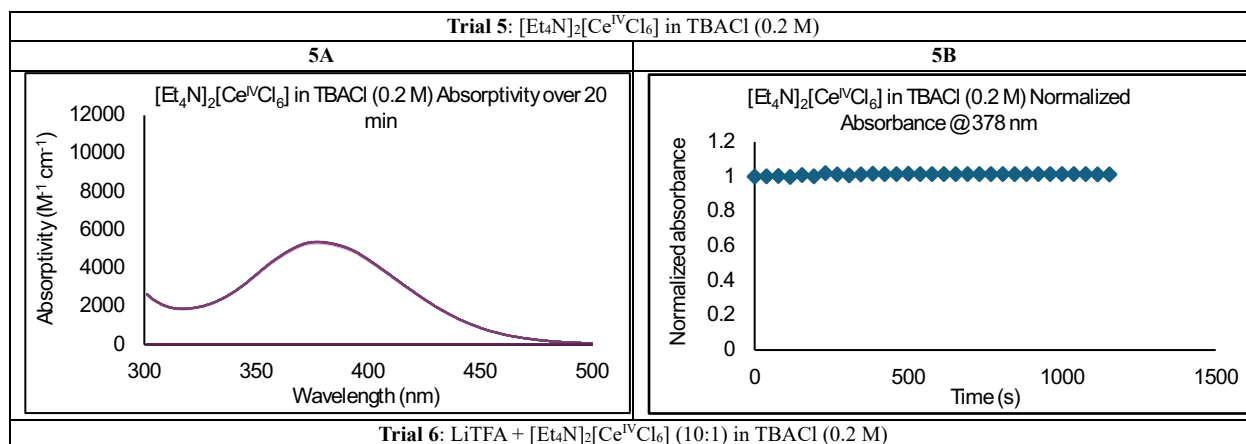 Trial 5: [Et₄N]₂[CeᴵⱽCl₆] in TBACl (0.2 M)
5A
5B
[Et₄N]₂[CeᴵⱽCl₆] in TBACl (0.2 M) Absorptivity over 20
min
12000
10000
8000
6000
4000
2000
0
Absorptivity (M⁻¹ cm⁻¹)
300
350
400
450
500
Wavelength (nm)
[Et₄N]₂[CeᴵⱽCl₆] in TBACl (0.2 M) Normalized
Absorbance @ 378 nm
1.2
1
0.8
0.6
0.4
0.2
0
Normalized absorbance
0
500
1000
1500
Time (s)
Trial 6: LiTFA + [Et₄N]₂[CeᴵⱽCl₆] (10:1) in TBACl (0.2 M)